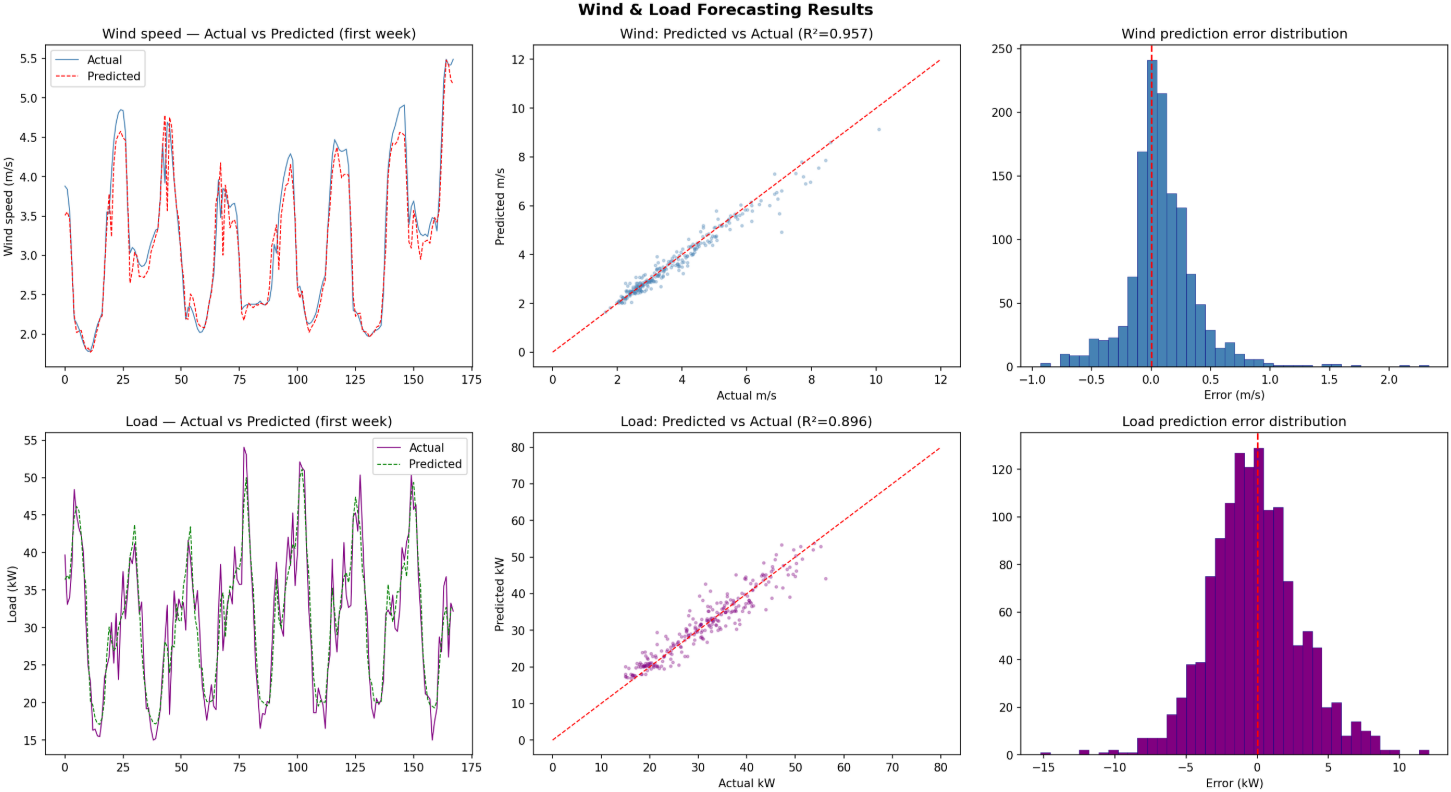 Wind & Load Forecasting Results
Wind speed — Actual vs Predicted (first week)
Actual
Predicted
Wind speed (m/s)
5.5
5.0
4.5
4.0
3.5
3.0
2.5
2.0
0 25 50 75 100 125 150 175
Wind: Predicted vs Actual (R²=0.957)
Predicted m/s
12
10
8
6
4
2
0
0 2 4 6 8 10 12
Actual m/s
Wind prediction error distribution
250
200
150
100
50
0
−1.0 −0.5 0.0 0.5 1.0 1.5 2.0
Error (m/s)
Load — Actual vs Predicted (first week)
Actual
Predicted
Load (kW)
55
50
45
40
35
30
25
20
15
0 25 50 75 100 125 150 175
Load: Predicted vs Actual (R²=0.896)
Predicted kW
80
70
60
50
40
30
20
10
0
0 10 20 30 40 50 60 70 80
Actual kW
Load prediction error distribution
120
100
80
60
40
20
0
−15 −10 −5 0 5 10
Error (kW)